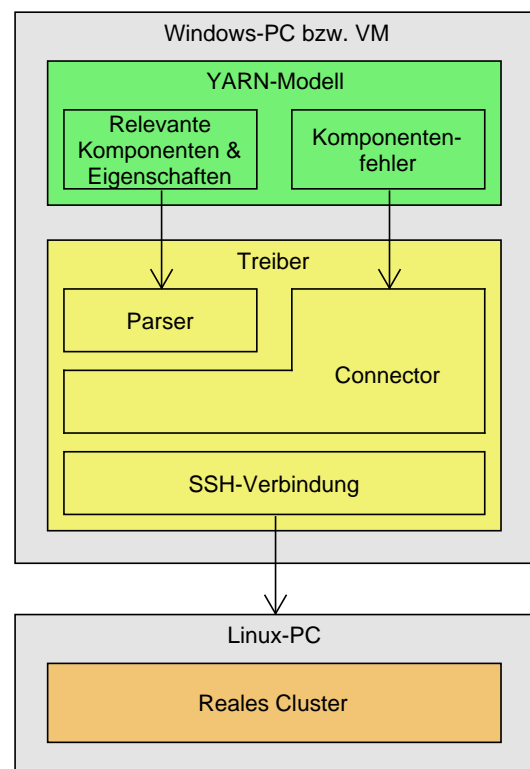 Windows-PC bzw. VM
YARN-Modell
Relevante
Komponenten &
Eigenschaften
Komponenten-
fehler
Treiber
Parser
Connector
SSH-Verbindung
Linux-PC
Reales Cluster